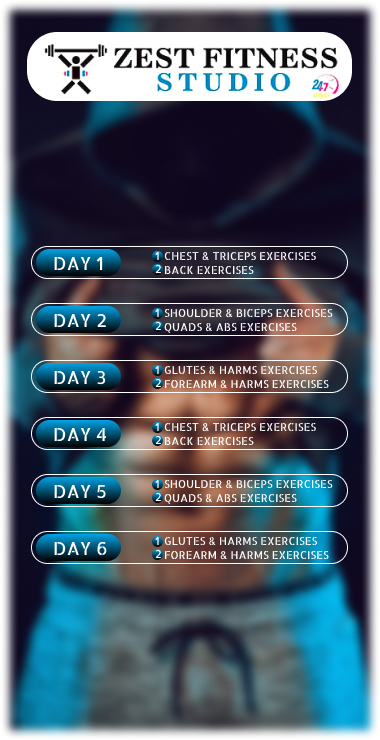 ZEST FITNESS
STUDIO
24/7
DAY 1
1 CHEST & TRICEPS EXERCISES
2 BACK EXERCISES
DAY 2
1 SHOULDER & BICEPS EXERCISES
2 QUADS & ABS EXERCISES
DAY 3
1 GLUTES & HARMS EXERCISES
2 FOREARM & HARMS EXERCISES
DAY 4
1 CHEST & TRICEPS EXERCISES
2 BACK EXERCISES
DAY 5
1 SHOULDER & BICEPS EXERCISES
2 QUADS & ABS EXERCISES
DAY 6
1 GLUTES & HARMS EXERCISES
2 FOREARM & HARMS EXERCISES